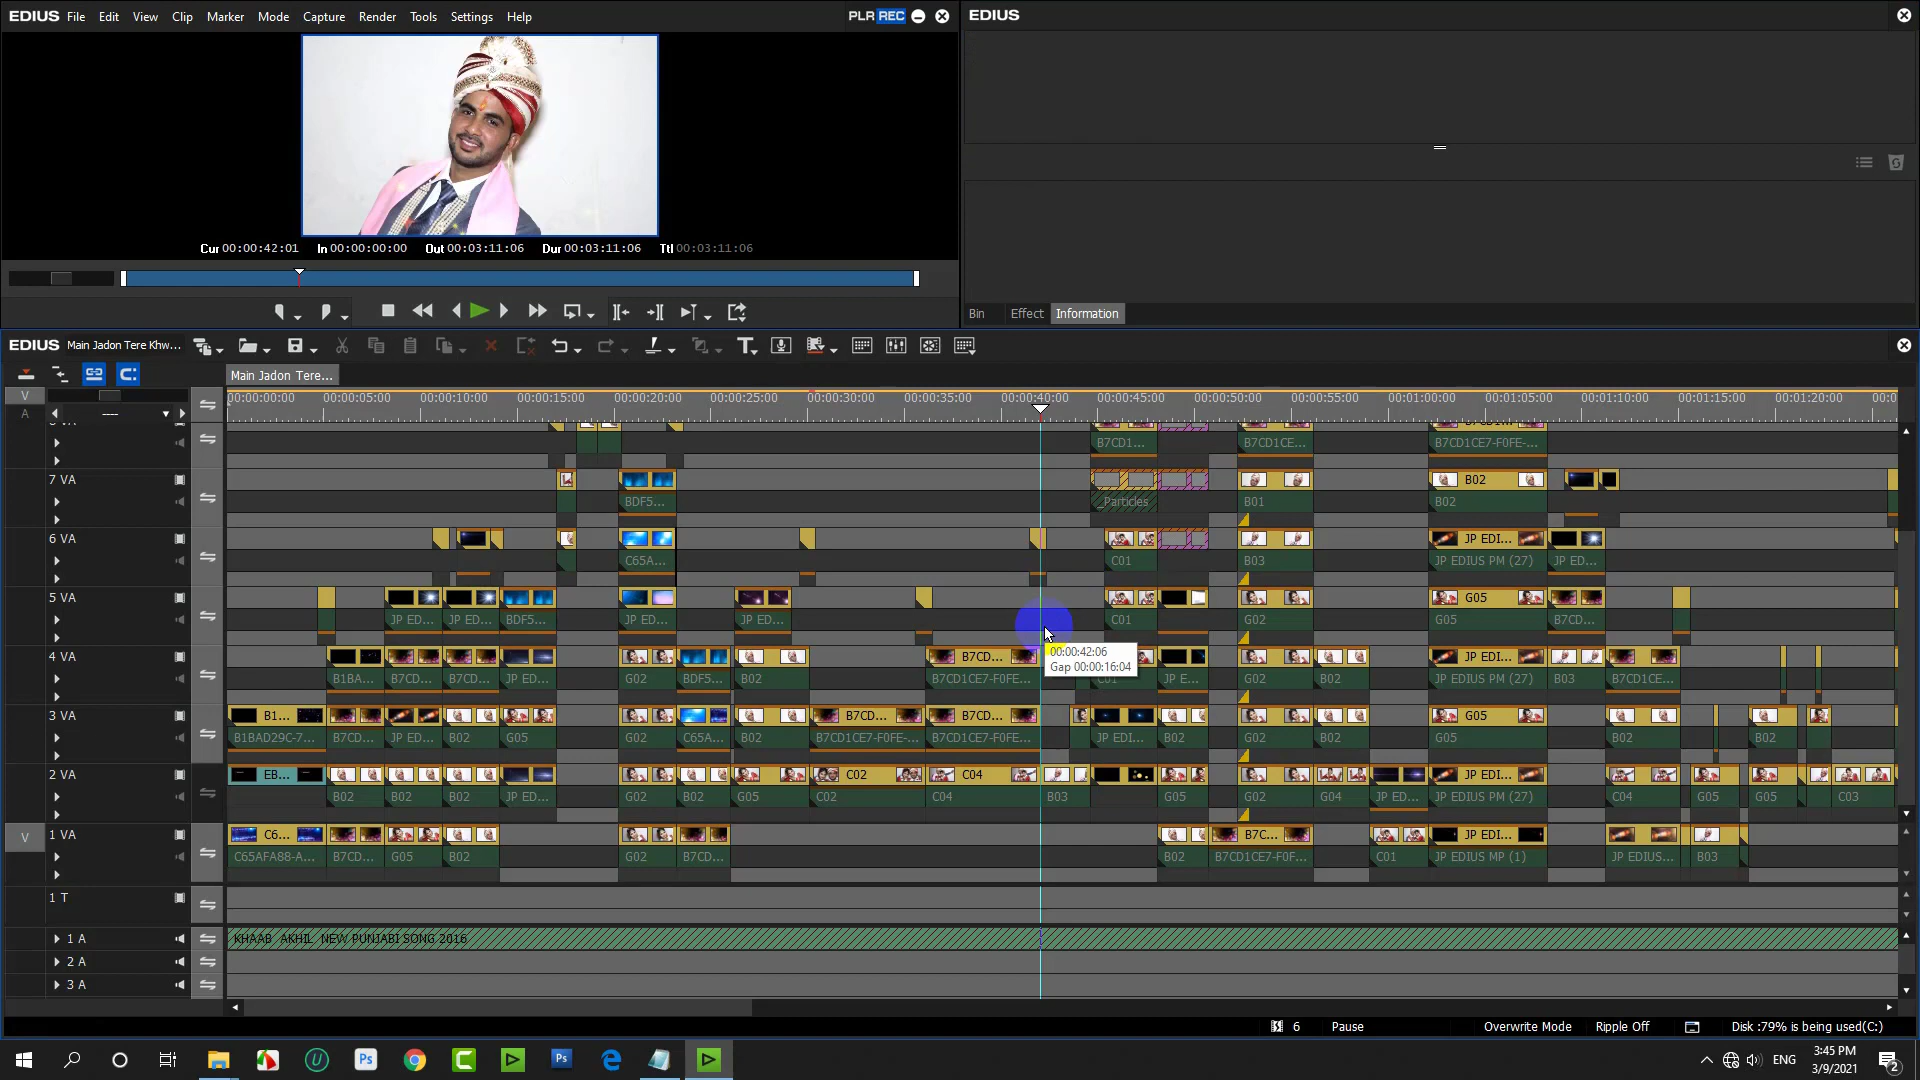 EDIUS File Edit View Clip Marker Mode Capture Render Tools Settings Help PLR REC
EDIUS
Cur 00:00:42:01 In 00:00:00:00 Out 00:03:11:06 Dur 00:03:11:06 Ttl 00:03:11:06
Bin Effect Information
EDIUS Main Jadon Tere Khw...
Main Jadon Tere...
V
A
----
00:00:00:00 00:00:05:00 00:00:10:00 00:00:15:00 00:00:20:00 00:00:25:00 00:00:30:00 00:00:35:00 00:00:40:00 00:00:45:00 00:00:50:00 00:00:55:00 00:01:00:00 00:01:05:00 00:01:10:00 00:01:15:00 00:01:20:00
B7CD1... B7CD1CE... B7CD1CE7-F0FE-...
7 VA B02
BDF5... _Particles B01 B02
6 VA JP EDI...
C65A... C01 B03 JP EDIUS PM (27) JP ED...
5 VA G05
JP ED... JP ED... BDF5... JP ED... JP ED... C01 G02 G05 B7CD...
4 VA B7CD... JP EDI...
B1BA... B7CD... B7CD... JP ED... G02 BDF5... B02 B7CD1CE7-F0FE-... C01 JP E... G02 B02 JP EDIUS PM (27) B03 B7CD1CE...
00:00:42:06
Gap 00:00:16:04
3 VA B1... B7CD... B7CD... G05
B1BAD29C-7... B7CD... JP ED... B02 G05 G02 C65A... B02 B7CD1CE7-F0FE-... B7CD1CE7-F0FE-... JP EDI... B02 G02 B02 G05 B02 B02
2 VA EB... C02 C04 JP EDI...
B02 B02 B02 JP ED... G02 B02 G05 C02 C04 B03 G05 G02 G04 JP ED... JP EDIUS PM (27) C04 G05 G05 C03
V 1 VA C6... B7C... JP EDI...
C65AFA88-A... B7CD... G05 B02 G02 B7CD... B02 B7CD1CE7-F0F... C01 JP EDIUS MP (1) JP EDIUS... B03
1 T
1 A KHAAB AKHIL NEW PUNJABI SONG 2016
2 A
3 A
6 Pause Overwrite Mode Ripple Off Disk :79% is being used(C:)
ENG 3:45 PM
3/9/2021 2